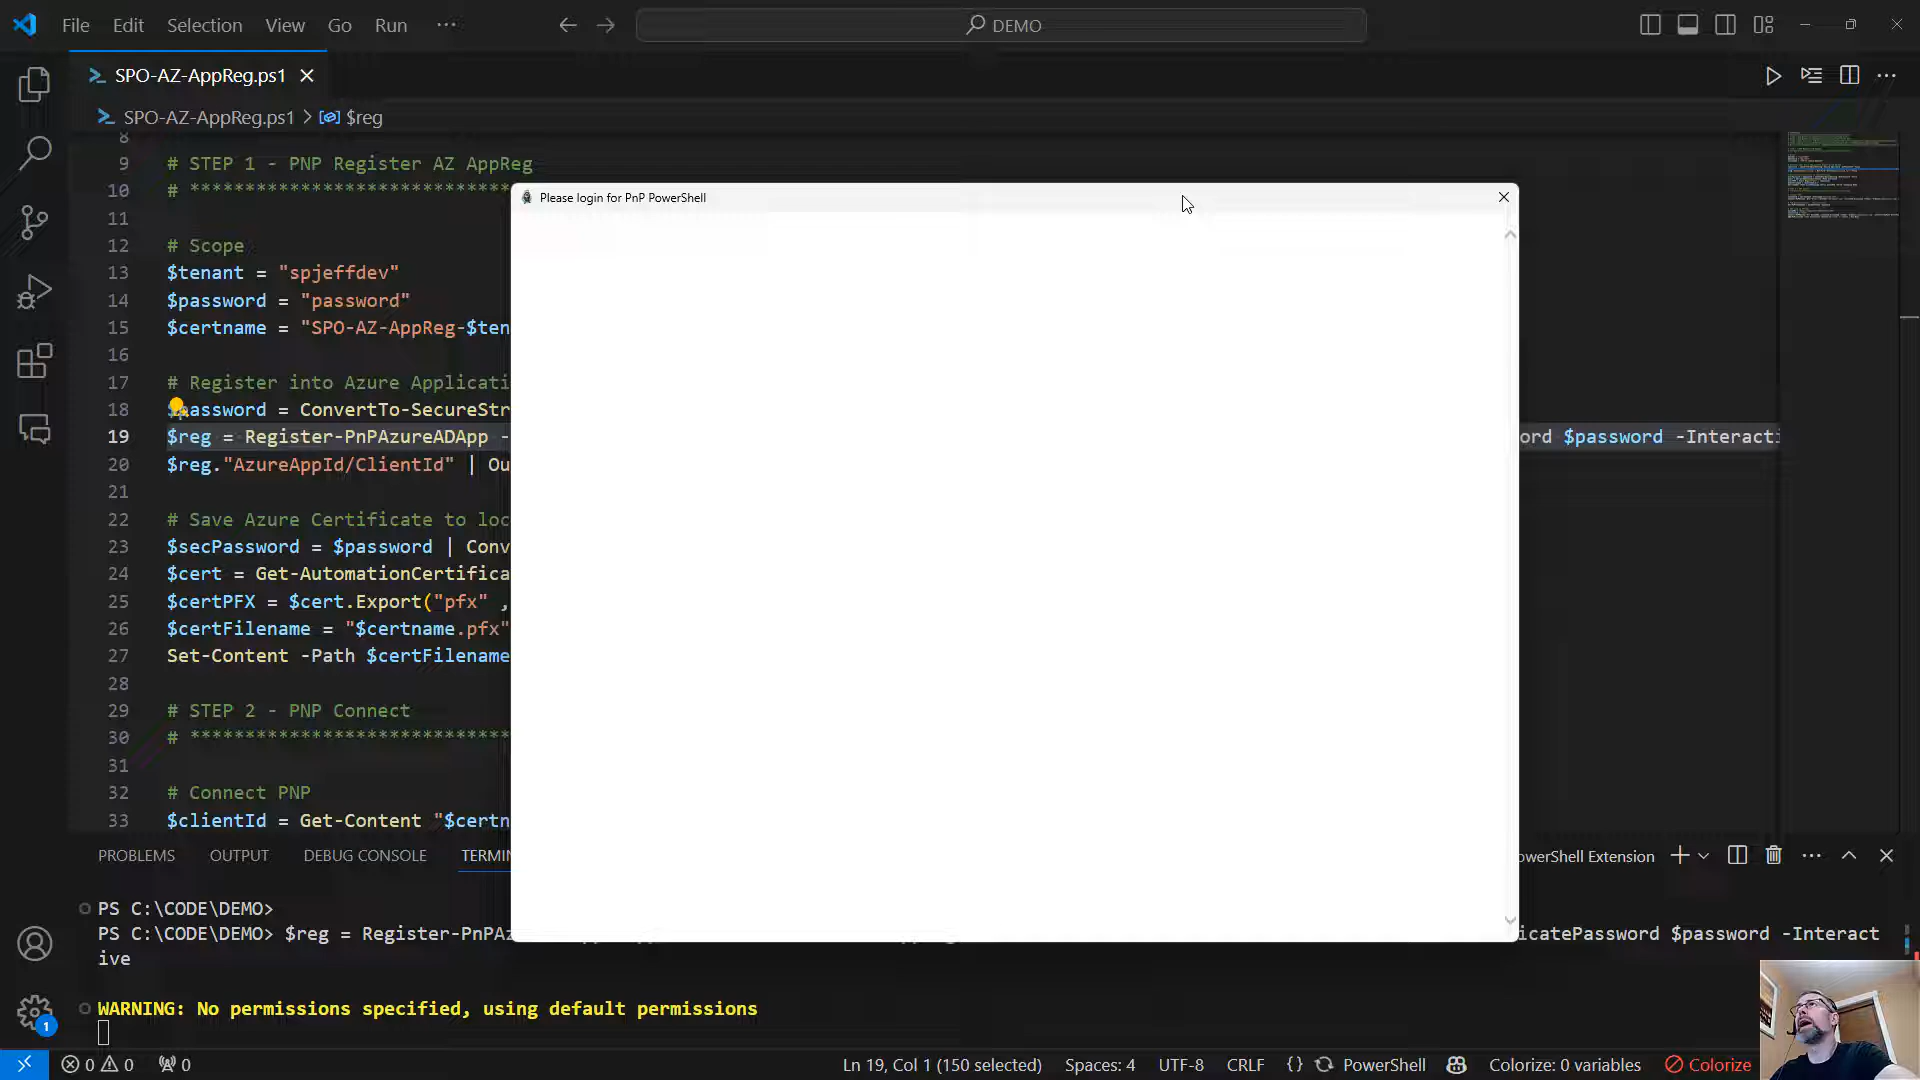 File Edit Selection View Go Run ··· DEMO
SPO-AZ-AppReg.ps1
SPO-AZ-AppReg.ps1 > $reg
8
9 # STEP 1 - PNP Register AZ AppReg
10 # *****************************
11
12 # Scope
13 $tenant = "spjeffdev"
14 $password = "password"
15 $certname = "SPO-AZ-AppReg-$ten
16
17 # Register into Azure Applicati
18 $password = ConvertTo-SecureStr
19 $reg = Register-PnPAzureADApp - ord $password -Interacti
20 $reg."AzureAppId/ClientId" | Ou
21
22 # Save Azure Certificate to loc
23 $secPassword = $password | Conv
24 $cert = Get-AutomationCertifica
25 $certPFX = $cert.Export("pfx" ,
26 $certFilename = "$certname.pfx"
27 Set-Content -Path $certFilename
28
29 # STEP 2 - PNP Connect
30 # *****************************
31
32 # Connect PNP
33 $clientId = Get-Content "$certn
Please login for PnP PowerShell
PROBLEMS OUTPUT DEBUG CONSOLE TERMIN owerShell Extension
PS C:\CODE\DEMO>
PS C:\CODE\DEMO> $reg = Register-PnPAz icatePassword $password -Interact
ive
WARNING: No permissions specified, using default permissions
1
0 0 0 Ln 19, Col 1 (150 selected) Spaces: 4 UTF-8 CRLF {} PowerShell Colorize: 0 variables Colorize